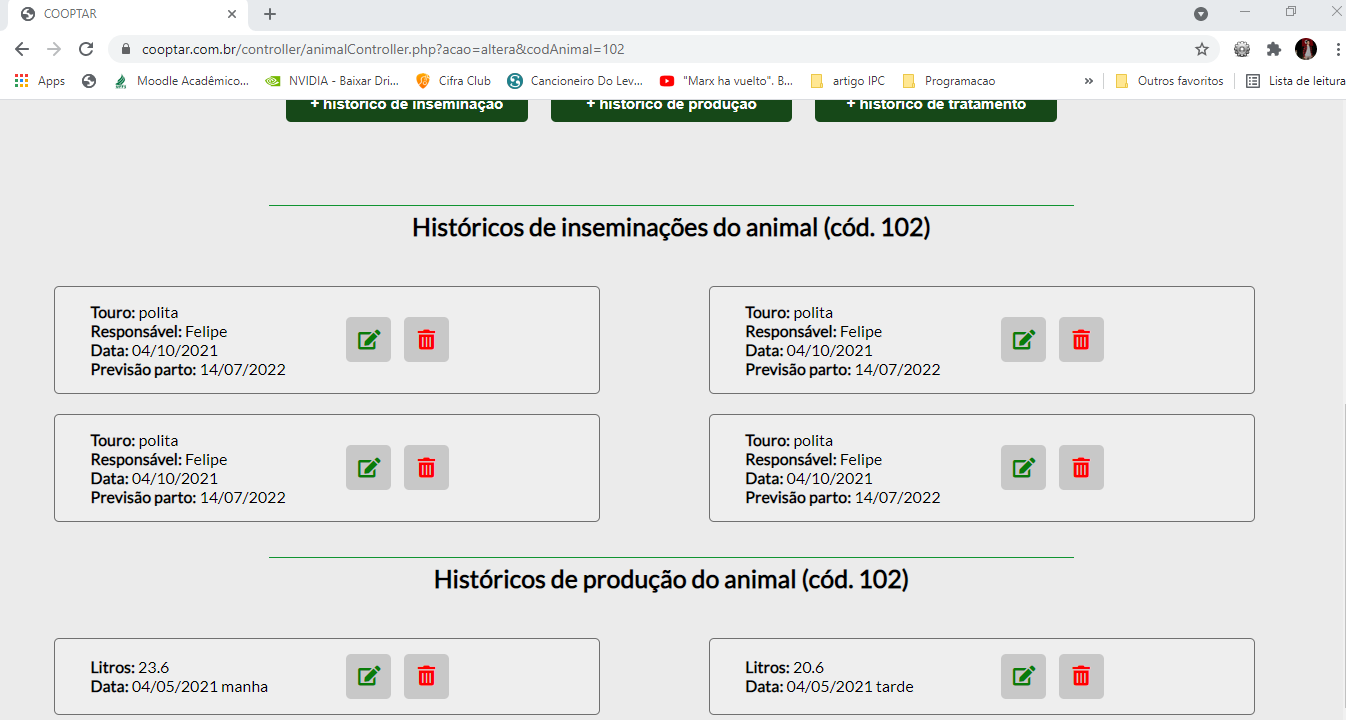 COOPTAR
cooptar.com.br/controller/animalController.php?acao=altera&codAnimal=102
Apps Moodle Acadêmico... NVIDIA - Baixar Dri... Cifra Club Cancioneiro Do Lev... "Marx ha vuelto". B... artigo IPC Programacao » Outros favoritos Lista de leitura
+ histórico de inseminação + histórico de produção + histórico de tratamento
Históricos de inseminações do animal (cód. 102)
Touro: polita
Responsável: Felipe
Data: 04/10/2021
Previsão parto: 14/07/2022
Touro: polita
Responsável: Felipe
Data: 04/10/2021
Previsão parto: 14/07/2022
Touro: polita
Responsável: Felipe
Data: 04/10/2021
Previsão parto: 14/07/2022
Touro: polita
Responsável: Felipe
Data: 04/10/2021
Previsão parto: 14/07/2022
Históricos de produção do animal (cód. 102)
Litros: 23.6
Data: 04/05/2021 manha
Litros: 20.6
Data: 04/05/2021 tarde